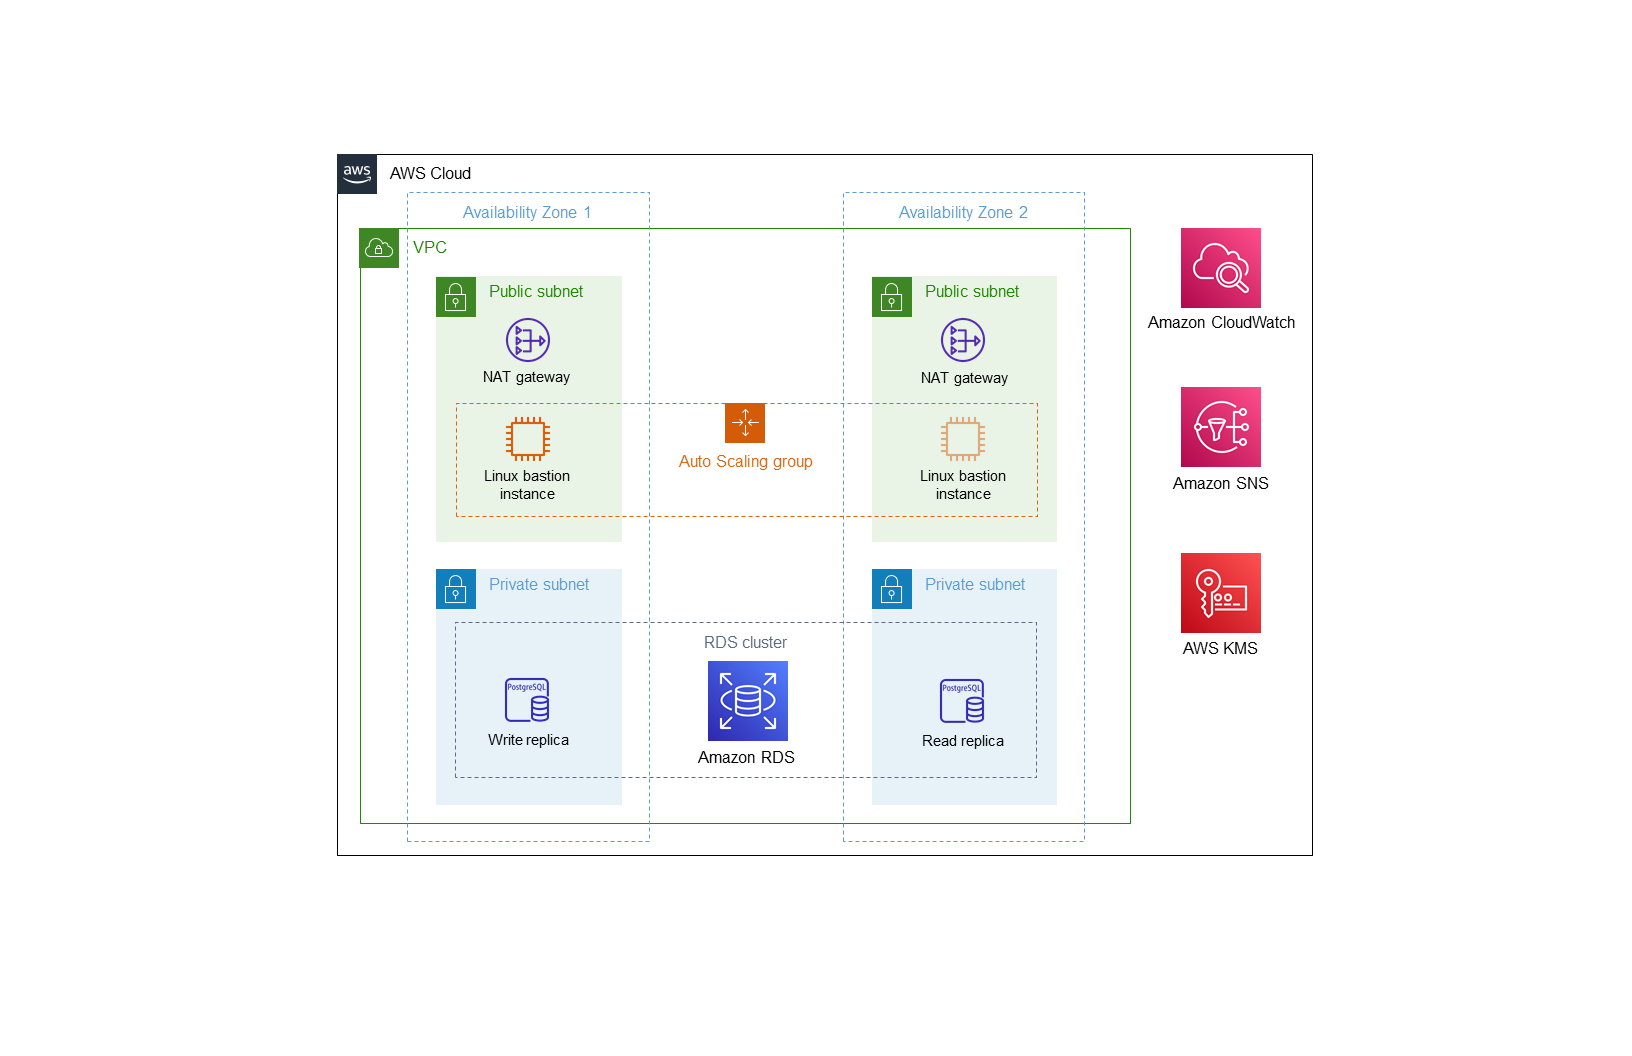 aws
AWS Cloud
Availability Zone 1
Availability Zone 2
VPC
Public subnet
Public subnet
NAT gateway
NAT gateway
Auto Scaling group
Linux bastion
instance
Linux bastion
instance
Private subnet
Private subnet
RDS cluster
PostgreSQL
PostgreSQL
Write replica
Read replica
Amazon RDS
Amazon CloudWatch
Amazon SNS
AWS KMS